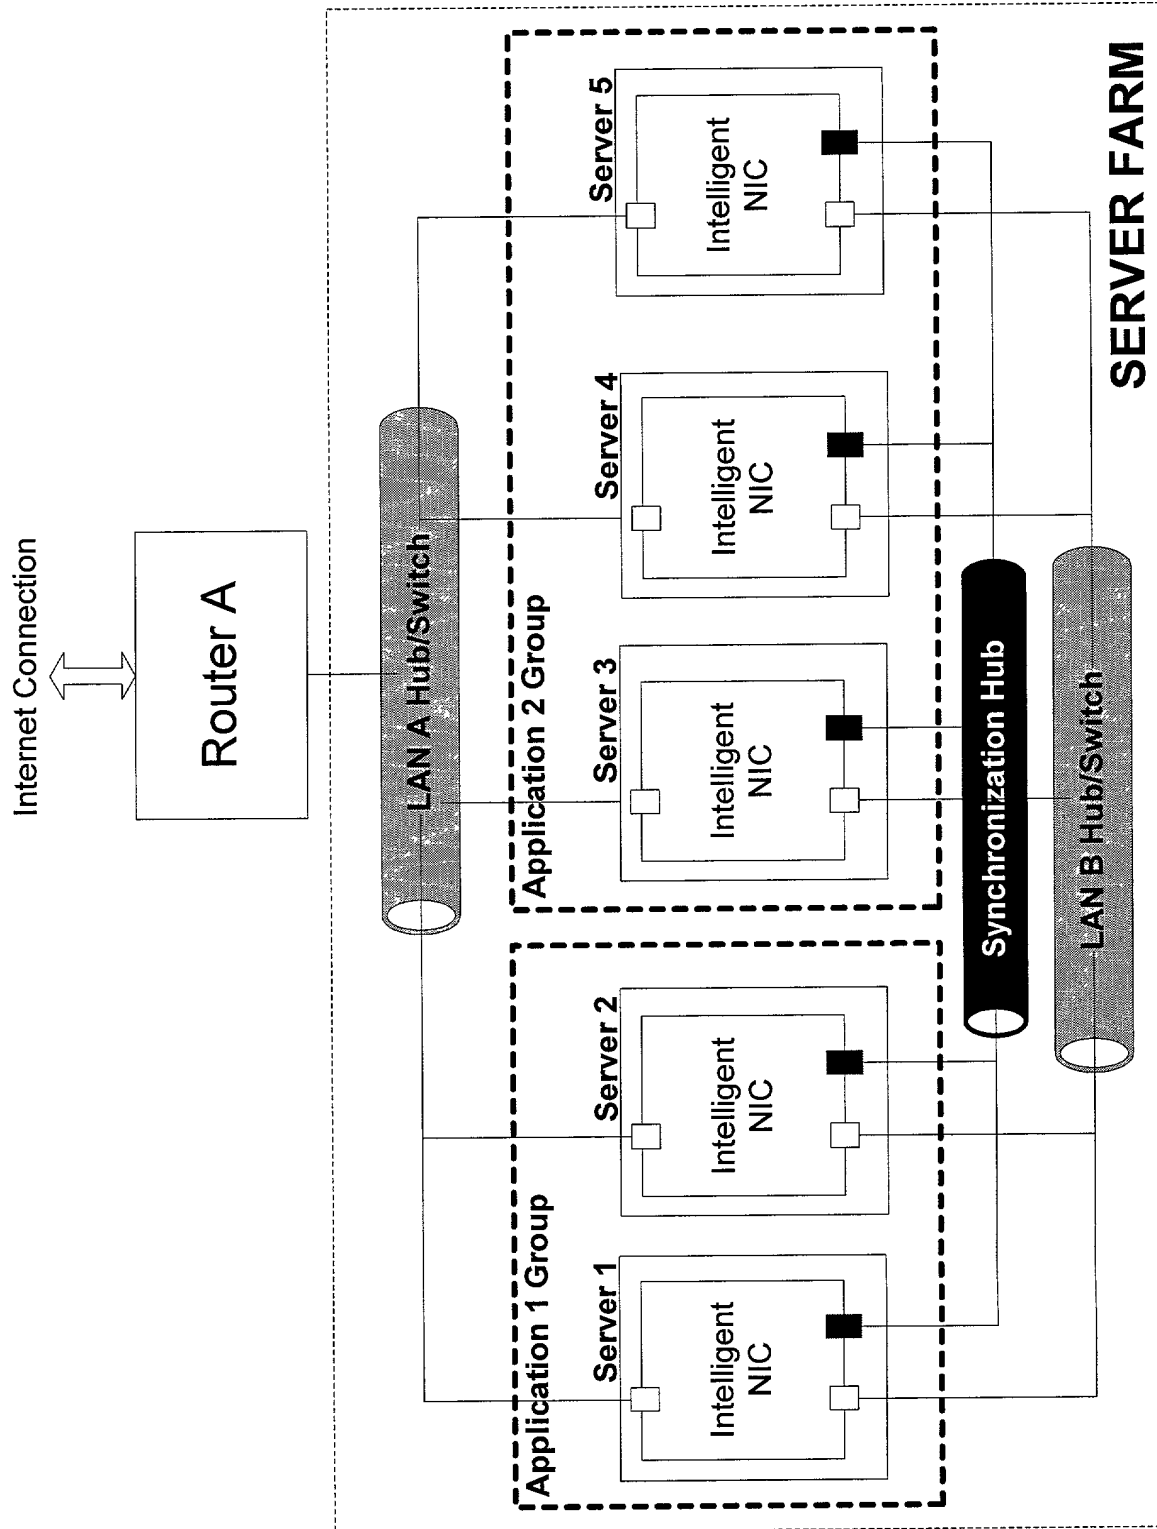 Internet Connection
Router A
LAN A Hub/Switch
Application 1 Group
Server 1
Intelligent
NIC
Server 2
Intelligent
NIC
Application 2 Group
Server 3
Intelligent
NIC
Server 4
Intelligent
NIC
Server 5
Intelligent
NIC
Synchronization Hub
LAN B Hub/Switch
SERVER FARM